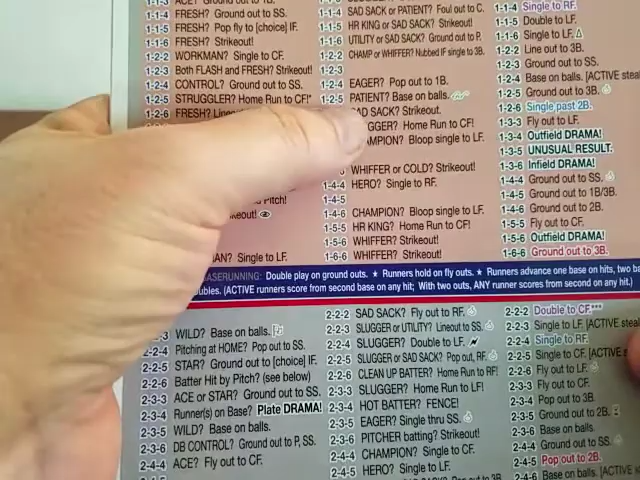 1-1-4 FRESH? Ground out to SS.
1-1-5 FRESH? Pop fly to [choice] IF.
1-1-6 FRESH? Strikeout!
1-2-2 WORKMAN? Single to CF.
1-2-3 Both FLASH and FRESH? Strikeout!
1-2-4 CONTROL? Ground out to SS.
1-2-5 STRUGGLER? Home Run to CF!*
1-2-6 FRESH?
Pitch!
Single to LF.
1-1-4 SAD SACK or PATIENT? Foul out to C.
1-1-5 HR KING or SAD SACK? Strikeout!
1-1-6 UTILITY or SAD SACK? Ground out to P.
1-2-2 CHAMP or WHIFFER? Nubbed IF single to 3B.
1-2-3
1-2-4 EAGER? Pop out to 1B.
1-2-5 PATIENT? Base on balls.
SACK? Strikeout.
Home Run to CF!
Bloop single to LF.
WHIFFER or COLD? Strikeout!
1-4-4 HERO? Single to RF.
1-4-5
1-4-6 CHAMPION? Bloop single to LF.
1-5-5 HR KING? Home Run to CF!
1-5-6 WHIFFER? Strikeout!
1-6-6 WHIFFER? Strikeout!
1-1-4 Single to RF.
1-1-5 Double to LF.
1-1-6 Single to LF.
1-2-2 Line out to 3B.
1-2-3 Ground out to SS.
1-2-4 Base on balls. [ACTIVE
1-2-5 Ground out to 3B.
1-2-6 Single past 2B.
1-3-3 Fly out to LF.
1-3-4 Outfield DRAMA!
1-3-5 UNUSUAL RESULT.
1-3-6 Infield DRAMA!
1-4-4 Ground out to SS.
1-4-5 Ground out to 1B/3B.
1-4-6 Ground out to 2B.
1-5-5 Fly out to CF.
1-5-6 Outfield DRAMA!
1-6-6 Ground out to 3B.
BASERUNNING: Double play on ground outs. ★ Runners hold on fly outs. ★ Runners advance one base on hits, two
(ACTIVE runners score from second base on any hit; With two outs, ANY runner scores from second on any hit.)
WILD? Base on balls.
2-2-4 Pitching at HOME? Pop out to SS.
2-2-5 STAR? Ground out to [choice] IF.
2-2-6 Batter Hit by Pitch? (see below)
2-3-3 ACE or STAR? Ground out to SS.
2-3-4 Runner(s) on Base? Plate DRAMA!
2-3-5 WILD? Base on balls.
2-3-6 DB CONTROL? Ground out to P, SS.
2-4-4 ACE? Fly out to CF.
2-2-2 SAD SACK? Fly out to RF.
2-2-3 SLUGGER or UTILITY? Lineout to SS.
2-2-4 SLUGGER? Double to LF.
2-2-5 SLUGGER or SAD SACK? Pop out, RF.
2-2-6 CLEAN UP BATTER? Home Run to RF!
2-3-3 SLUGGER? Home Run to LF!
2-3-4 HOT BATTER? FENCE!
2-3-5 EAGER? Single thru SS.
2-3-6 PITCHER batting? Strikeout!
2-4-4 CHAMPION? Single to CF.
2-4-5 HERO? Single to LF.
2-2-2 Double to CF.***
2-2-3 Single to LF. [ACTIVE
2-2-4 Single to RF.
2-2-5 Single to CF. [ACTIVE
2-2-6 Fly out to LF.
2-3-3 Fly out to CF.
2-3-4 Pop out to 3B.
2-3-5 Ground out to 2B.
2-3-6 Base on balls.
2-4-4 Ground out to SS.
2-4-5 Pop out to 2B.
2-4-6 Base on balls. [ACTIVE